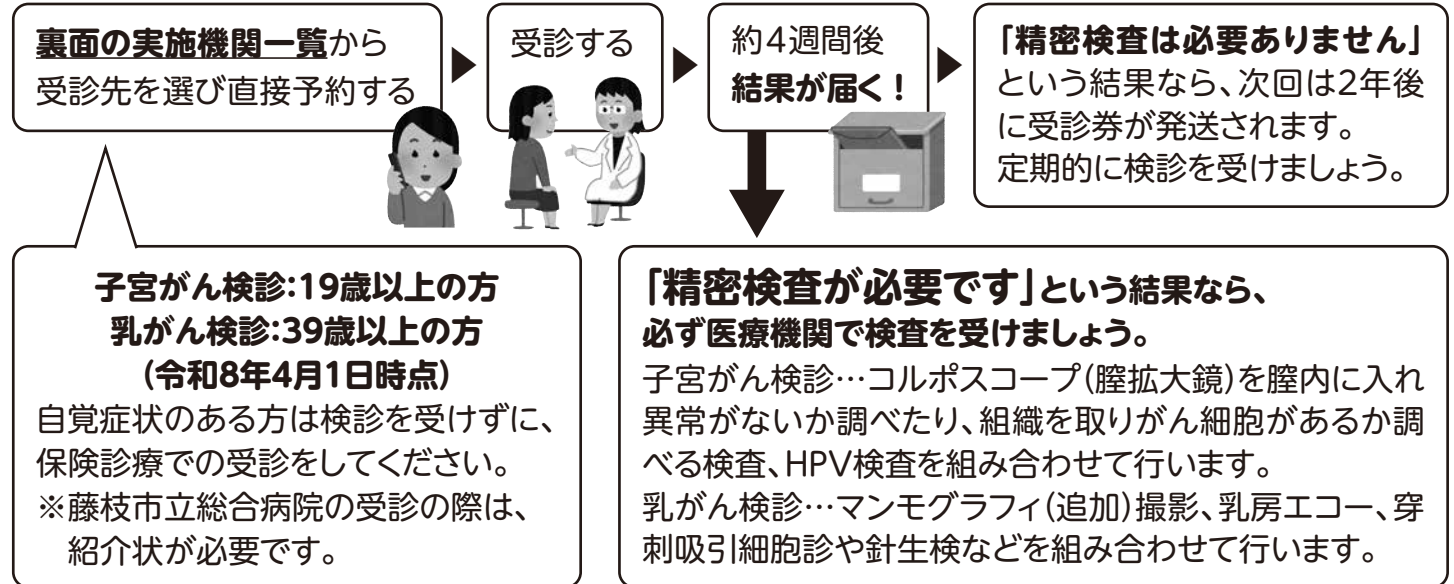 裏面の実施機関一覧から
受診先を選び直接予約する
受診する
約4週間後
結果が届く!
「精密検査は必要ありません」
という結果なら、次回は2年後
に受診券が発送されます。
定期的に検診を受けましょう。
子宮がん検診:19歳以上の方
乳がん検診:39歳以上の方
(令和8年4月1日時点)
自覚症状のある方は検診を受けずに、
保険診療での受診をしてください。
※藤枝市立総合病院の受診の際は、
紹介状が必要です。
「精密検査が必要です」という結果なら、
必ず医療機関で検査を受けましょう。
子宮がん検診…コルポスコープ(膣拡大鏡)を膣内に入れ
異常がないか調べたり、組織を取りがん細胞があるか調
べる検査、HPV検査を組み合わせて行います。
乳がん検診…マンモグラフィ(追加)撮影、乳房エコー、穿
刺吸引細胞診や針生検などを組み合わせて行います。